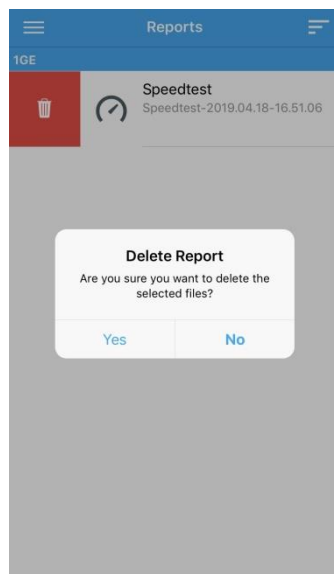 Reports
1GE
Speedtest
Speedtest-2019.04.18-16.51.06
Delete Report
Are you sure you want to delete the
selected files?
Yes No